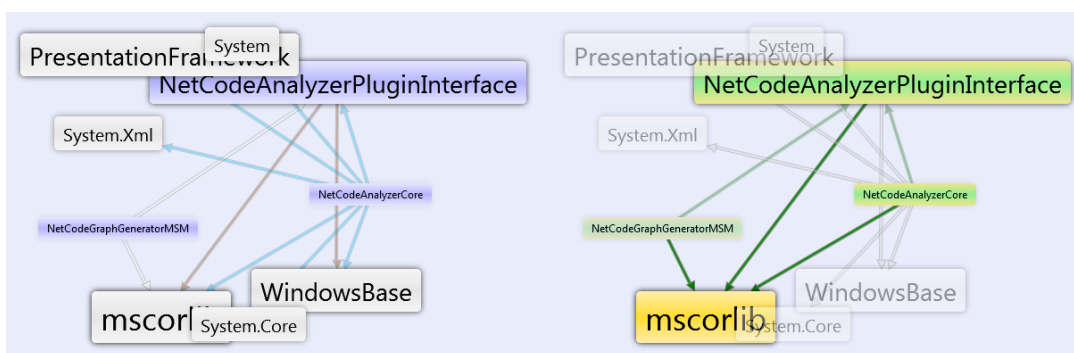 System
PresentationFramework
NetCodeAnalyzerPluginInterface
System.Xml
NetCodeAnalyzerCore
NetCodeGraphGeneratorMSM
WindowsBase
mscorlib
System.Core
System
PresentationFramework
NetCodeAnalyzerPluginInterface
System.Xml
NetCodeAnalyzerCore
NetCodeGraphGeneratorMSM
WindowsBase
mscorlib
System.Core